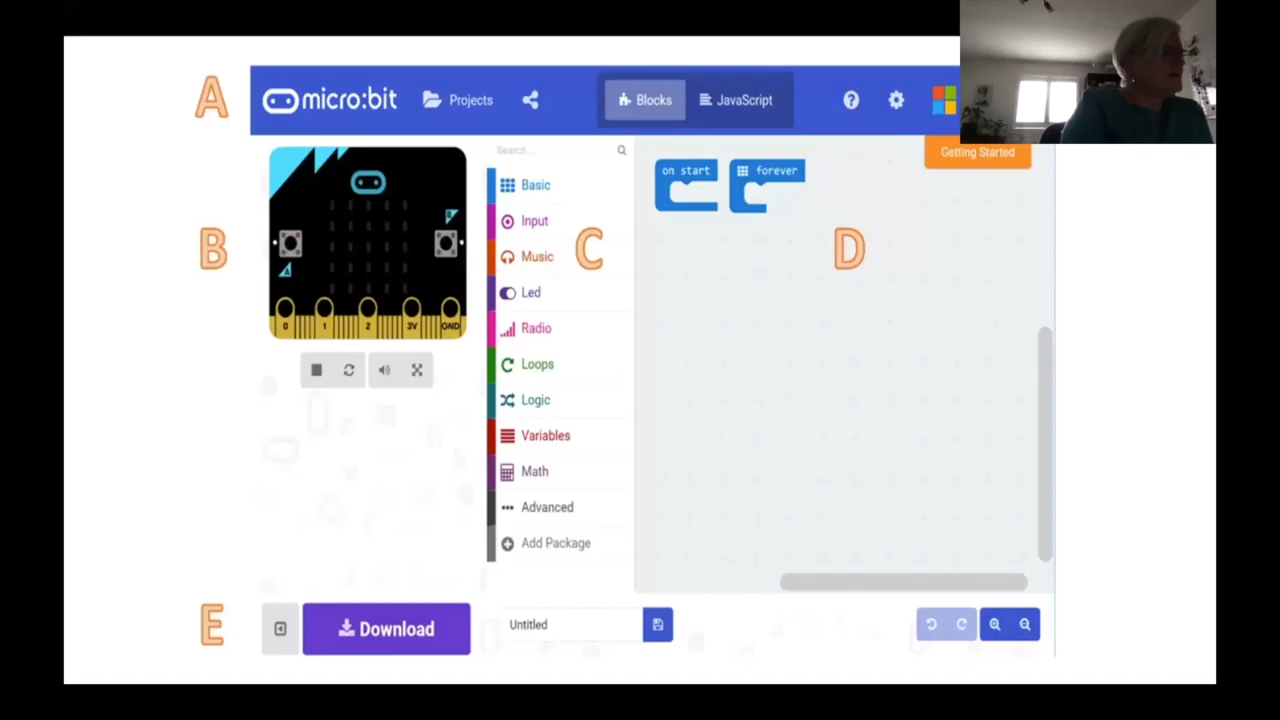 A
micro:bit Projects Blocks JavaScript ?
Getting Started
Search...
on start forever
B
C
D
A
B
0 1 2 3V GND
Basic
Input
Music
Led
Radio
Loops
Logic
Variables
Math
Advanced
Add Package
E
Download
Untitled